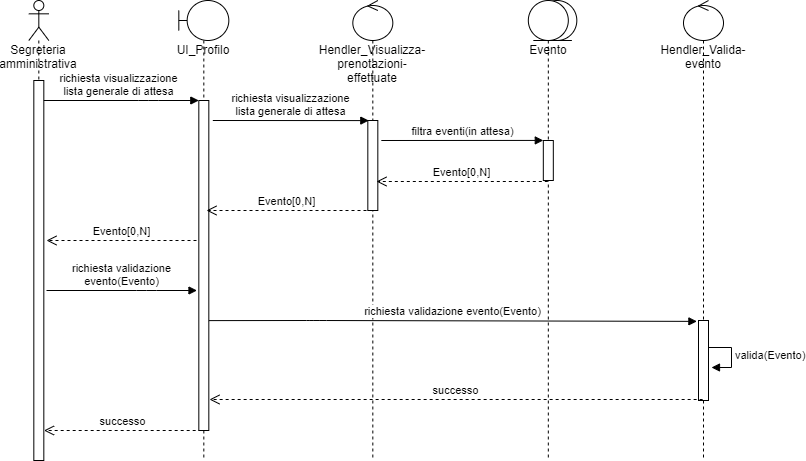 Segreteria
amministrativa
UI_Profilo
Hendler_Visualizza-
prenotazioni-
effettuate
Evento
Hendler_Valida-
evento
richiesta visualizzazione
lista generale di attesa
richiesta visualizzazione
lista generale di attesa
filtra eventi(in attesa)
Evento[0,N]
Evento[0,N]
Evento[0,N]
richiesta validazione
evento(Evento)
richiesta validazione evento(Evento)
valida(Evento)
successo
successo